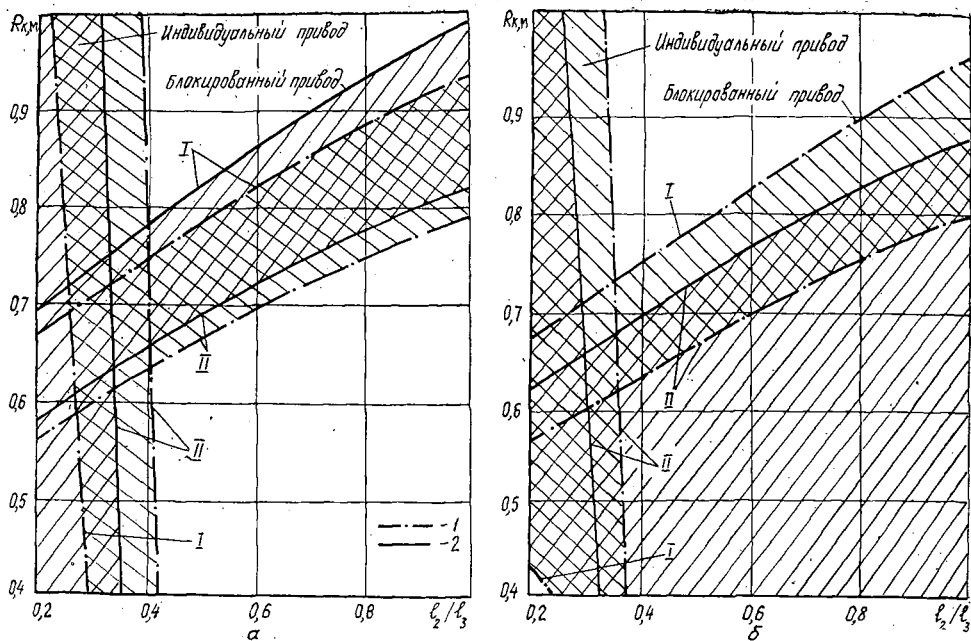 Rк,м
Индивидуальный привод
Блокированный привод
I
0,9
0,8
0,7
0,6
0,5
0,4
II
II
I
1
2
0,2
0,4
0,6
0,8
l₂/l₃
а
Rк,м
Индивидуальный привод
Блокированный привод
I
0,9
0,8
0,7
0,6
0,5
0,4
II
II
I
0,2
0,4
0,6
0,8
l₂/l₃
б